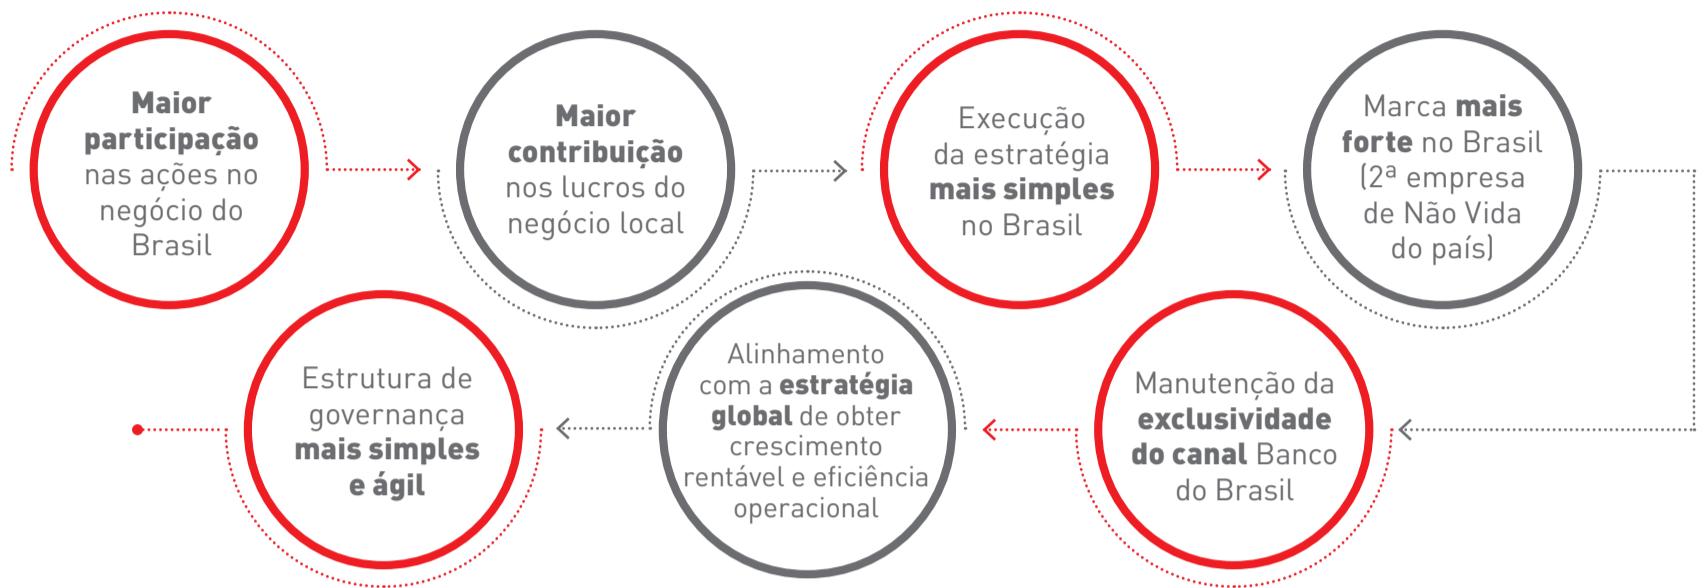 Maior
participação
nas ações no
negócio do
Brasil
Maior
contribuição
nos lucros do
negócio local
Execução
da estratégia
mais simples
no Brasil
Marca mais
forte no Brasil
(2ª empresa
de Não Vida
do país)
Manutenção da
exclusividade
do canal Banco
do Brasil
Alinhamento
com a estratégia
global de obter
crescimento
rentável e eficiência
operacional
Estrutura de
governança
mais simples
e ágil